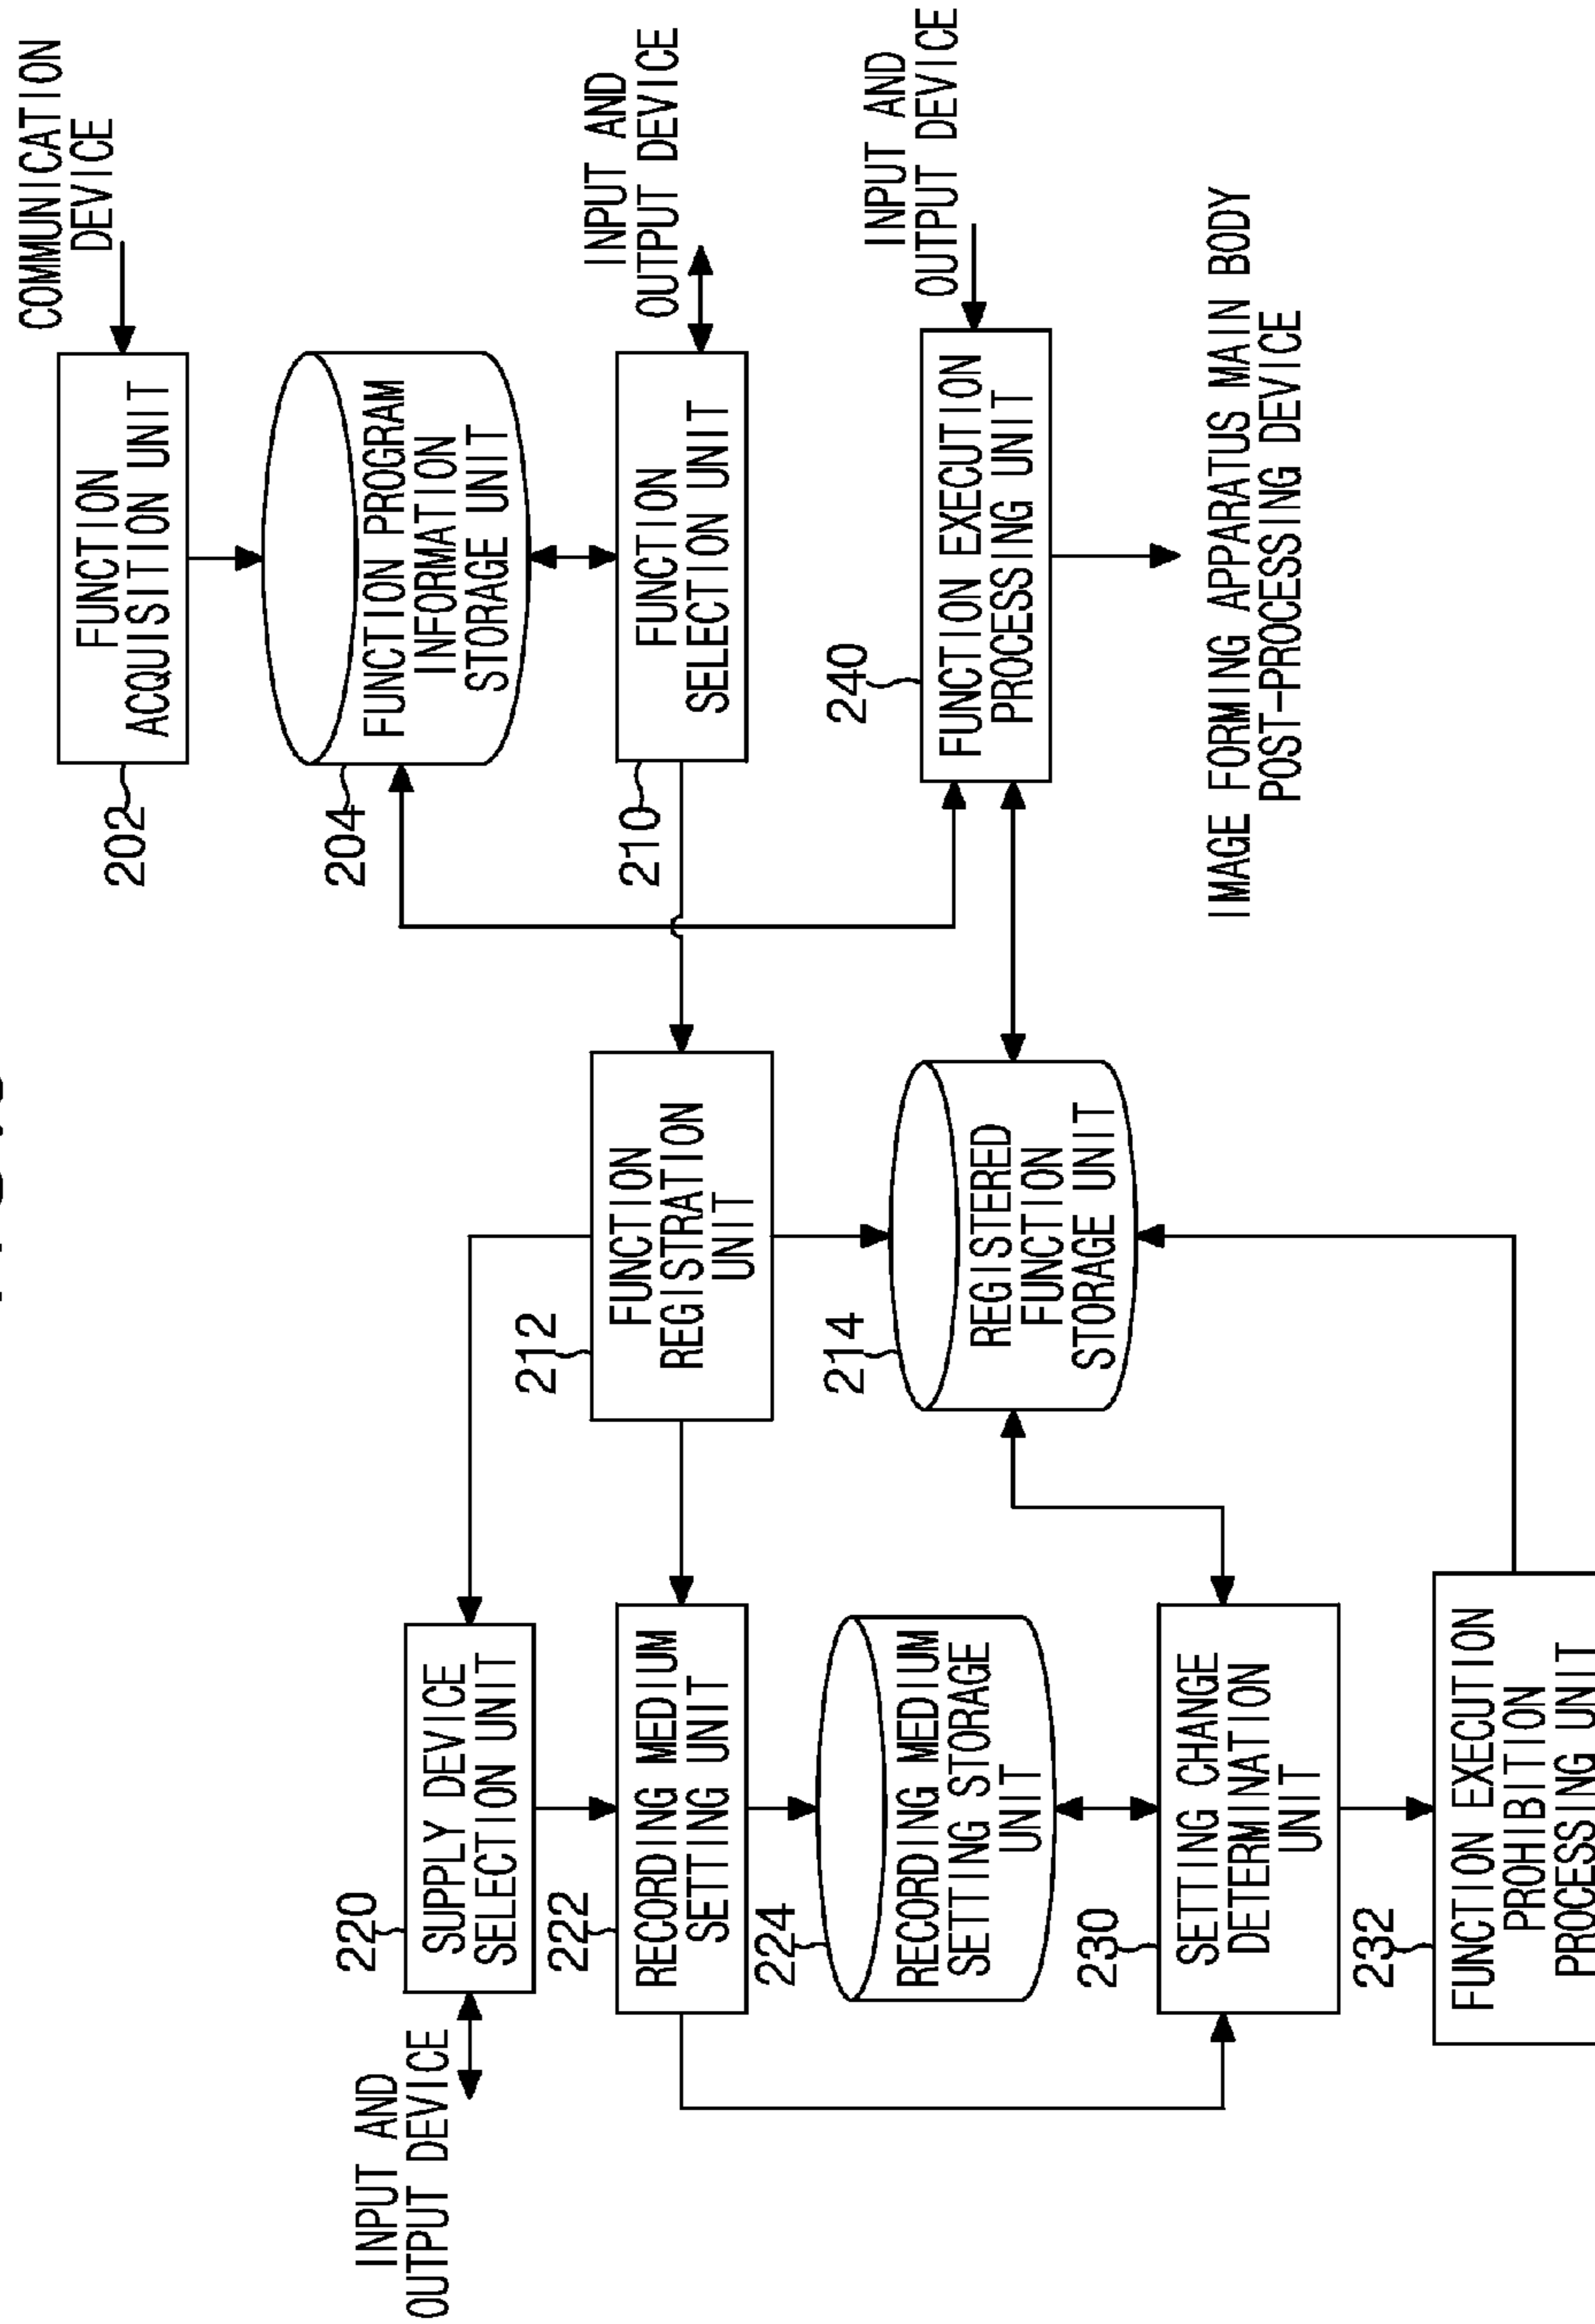 COMMUNICATION
DEVICE
202
FUNCTION
ACQUISITION UNIT
204
FUNCTION PROGRAM
INFORMATION
STORAGE UNIT
INPUT AND
OUTPUT DEVICE
210
FUNCTION
SELECTION UNIT
INPUT AND
OUTPUT DEVICE
240
FUNCTION EXECUTION
PROCESSING UNIT
IMAGE FORMING APPARATUS MAIN BODY
POST-PROCESSING DEVICE
212
FUNCTION
REGISTRATION
UNIT
214
REGISTERED
FUNCTION
STORAGE UNIT
INPUT AND
OUTPUT DEVICE
220
SUPPLY DEVICE
SELECTION UNIT
222
RECORDING MEDIUM
SETTING UNIT
224
RECORDING MEDIUM
SETTING STORAGE
UNIT
230
SETTING CHANGE
DETERMINATION
UNIT
232
FUNCTION EXECUTION
PROHIBITION
PROCESSING UNIT